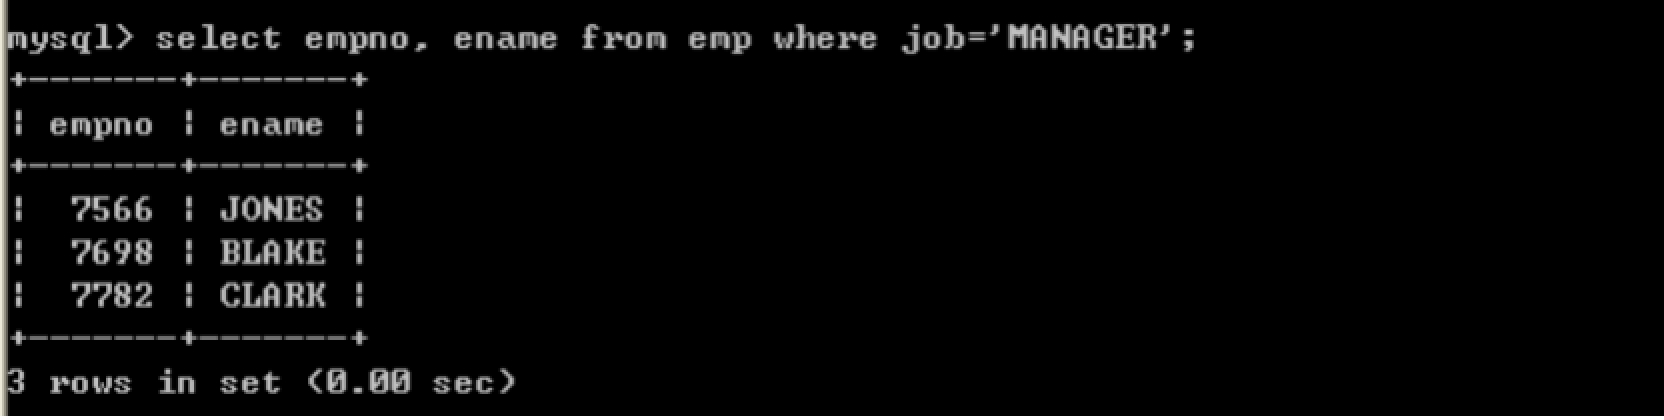 mysql> select empno, ename from emp where job='MANAGER';
+-------+-------+
| empno | ename |
+-------+-------+
|  7566 | JONES |
|  7698 | BLAKE |
|  7782 | CLARK |
+-------+-------+
3 rows in set (0.00 sec)